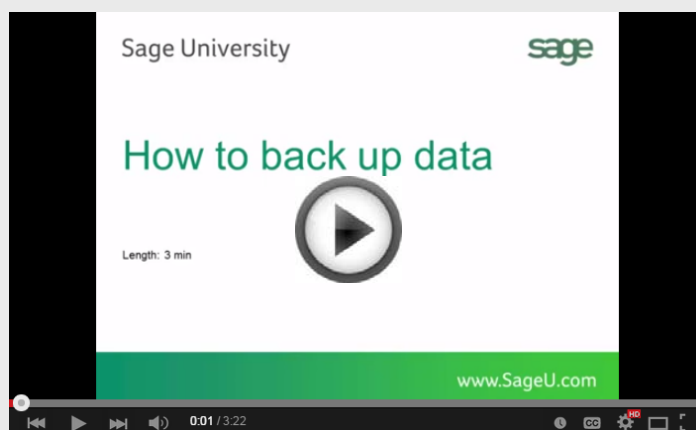 Sage University
sage
How to back up data
Length: 3 min
www.SageU.com
0:01 / 3:22
CC
HD